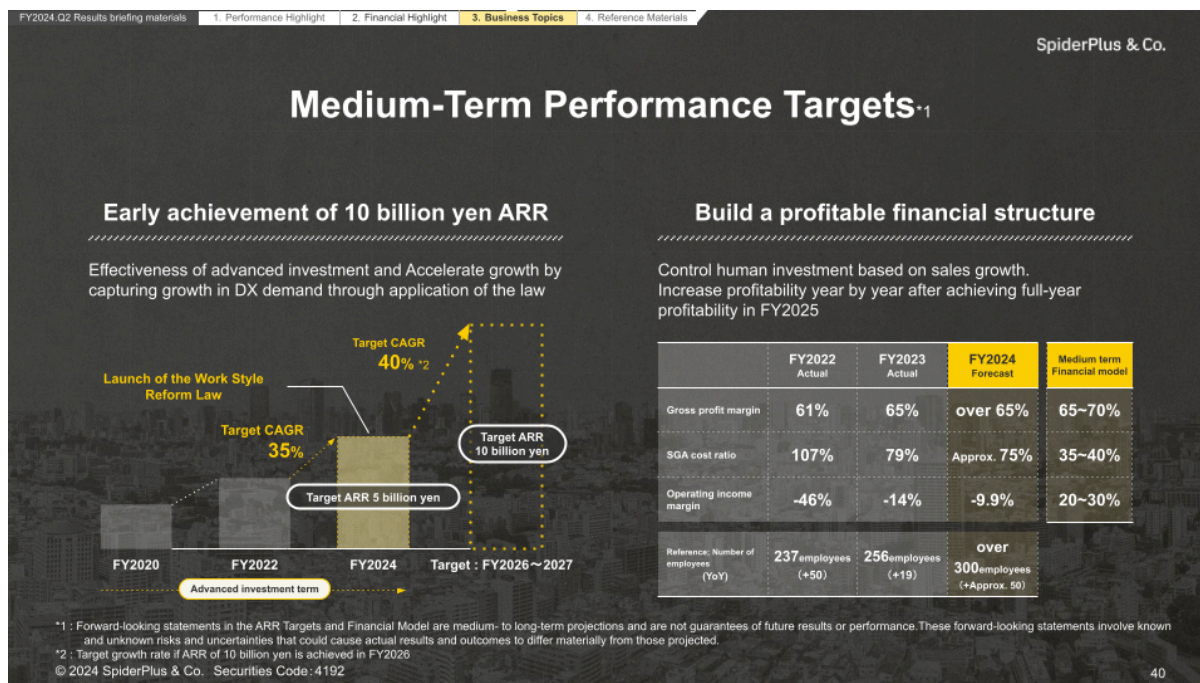 FY2024.Q2 Results briefing materials
1. Performance Highlight
2. Financial Highlight
3. Business Topics
4. Reference Materials
SpiderPlus & Co.
Medium-Term Performance Targets*1
Early achievement of 10 billion yen ARR
Effectiveness of advanced investment and Accelerate growth by
capturing growth in DX demand through application of the law
Target CAGR
40% *2
Launch of the Work Style
Reform Law
Target CAGR
35%
Target ARR
10 billion yen
Target ARR 5 billion yen
FY2020
FY2022
FY2024
Target : FY2026～2027
Advanced investment term
Build a profitable financial structure
Control human investment based on sales growth.
Increase profitability year by year after achieving full-year
profitability in FY2025
FY2022 FY2023 FY2024 Medium term
Actual Actual Forecast Financial model
Gross profit margin 61% 65% over 65% 65~70%
SGA cost ratio 107% 79% Approx. 75% 35~40%
Operating income
margin -46% -14% -9.9% 20~30%
Reference; Number of
employees
(YoY)
237employees
(+50)
256employees
(+19)
over
300employees
(+Approx. 50)
*1 : Forward-looking statements in the ARR Targets and Financial Model are medium- to long-term projections and are not guarantees of future results or performance.These forward-looking statements involve known
and unknown risks and uncertainties that could cause actual results and outcomes to differ materially from those projected.
*2 : Target growth rate if ARR of 10 billion yen is achieved in FY2026
© 2024 SpiderPlus & Co. Securities Code:4192
40